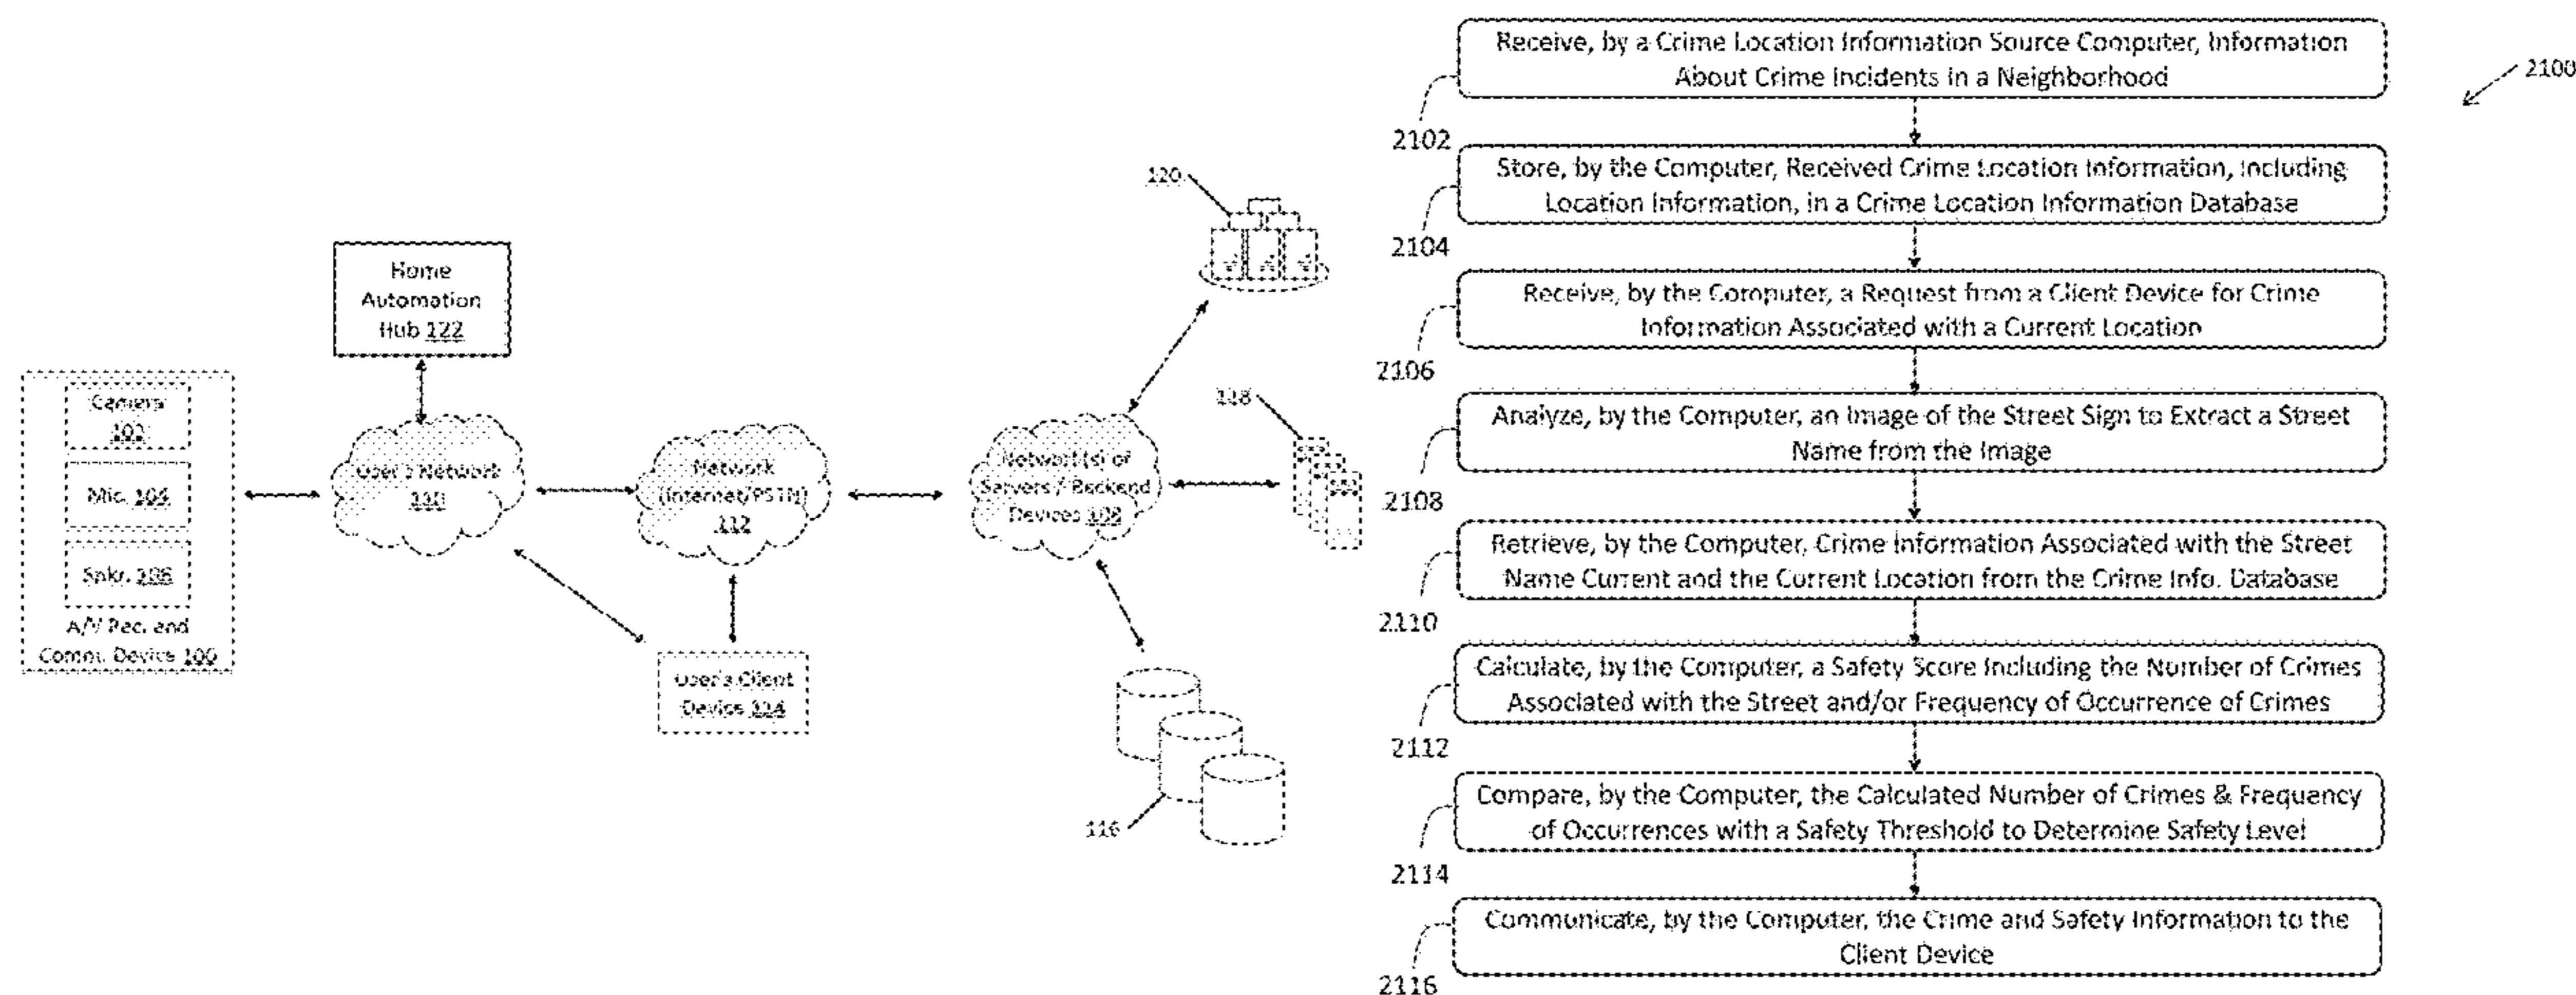 Home
Automation
Hub 122
Camera
102
Mic. 104
Spkr. 106
A/V Rec. and
Comm. Device 100
User's Network
110
Network
(Internet/PSTN)
112
User's Client
Device 114
Network(s) of
Servers / Backend
Devices 108
120
118
116
2100
Receive, by a Crime Location Information Source Computer, Information
About Crime Incidents in a Neighborhood
2102
Store, by the Computer, Received Crime Location Information, Including
Location Information, in a Crime Location Information Database
2104
Receive, by the Computer, a Request from a Client Device for Crime
Information Associated with a Current Location
2106
Analyze, by the Computer, an Image of the Street Sign to Extract a Street
Name from the Image
2108
Retrieve, by the Computer, Crime Information Associated with the Street
Name Current and the Current Location from the Crime Info. Database
2110
Calculate, by the Computer, a Safety Score Including the Number of Crimes
Associated with the Street and/or Frequency of Occurrence of Crimes
2112
Compare, by the Computer, the Calculated Number of Crimes & Frequency
of Occurrences with a Safety Threshold to Determine Safety Level
2114
Communicate, by the Computer, the Crime and Safety Information to the
Client Device
2116